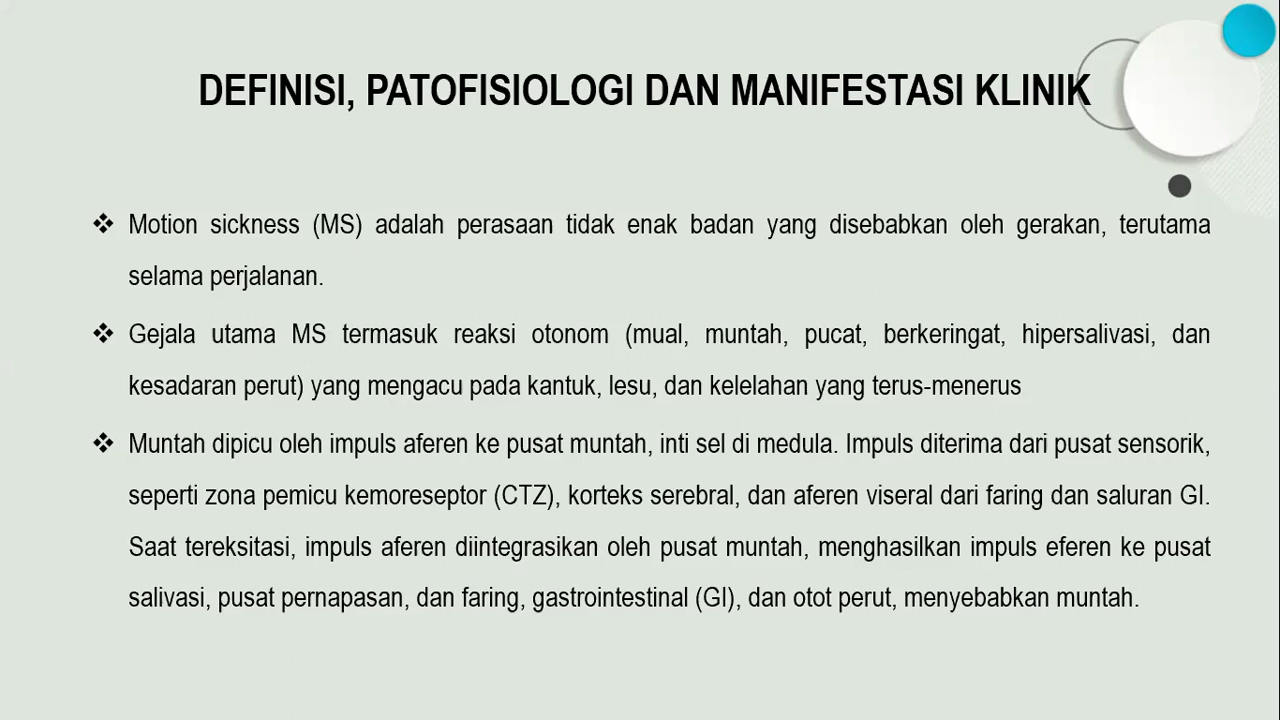 DEFINISI, PATOFISIOLOGI DAN MANIFESTASI KLINIK
❖ Motion sickness (MS) adalah perasaan tidak enak badan yang disebabkan oleh gerakan, terutama
selama perjalanan.
❖ Gejala utama MS termasuk reaksi otonom (mual, muntah, pucat, berkeringat, hipersalivasi, dan
kesadaran perut) yang mengacu pada kantuk, lesu, dan kelelahan yang terus-menerus
❖ Muntah dipicu oleh impuls aferen ke pusat muntah, inti sel di medula. Impuls diterima dari pusat sensorik,
seperti zona pemicu kemoreseptor (CTZ), korteks serebral, dan aferen viseral dari faring dan saluran GI.
Saat tereksitasi, impuls aferen diintegrasikan oleh pusat muntah, menghasilkan impuls eferen ke pusat
salivasi, pusat pernapasan, dan faring, gastrointestinal (GI), dan otot perut, menyebabkan muntah.